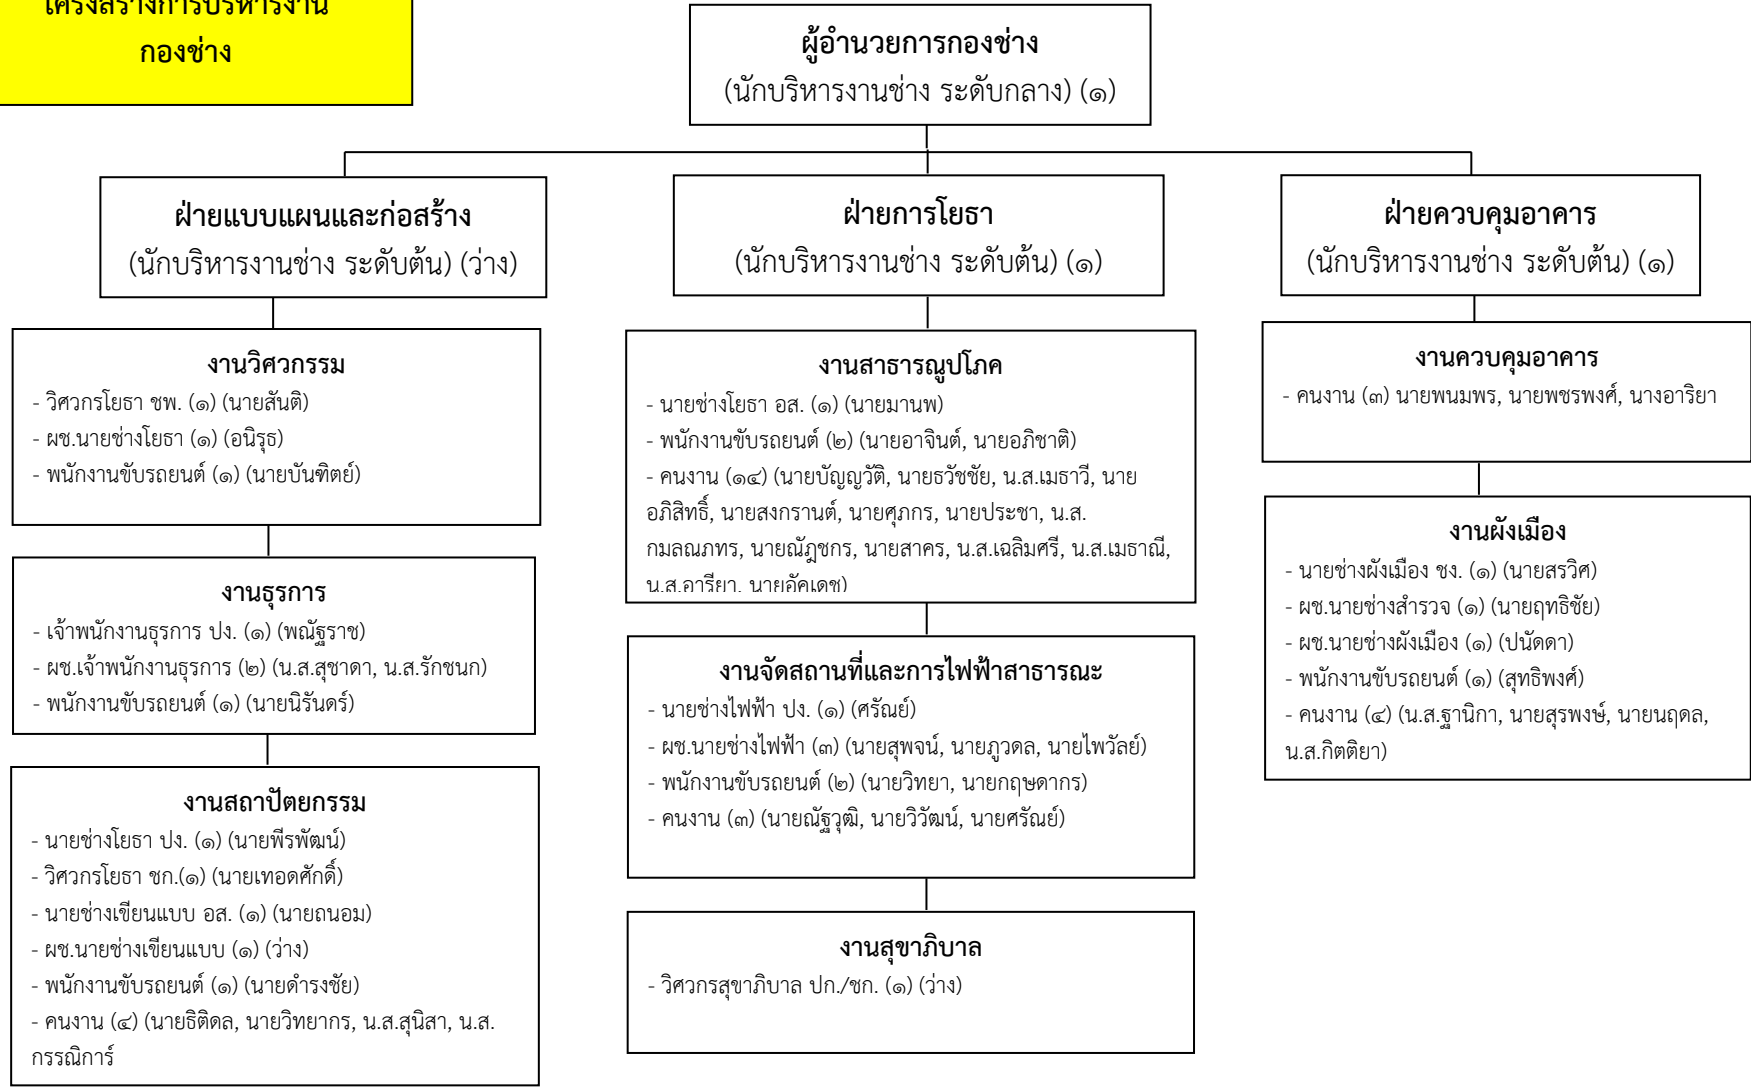 โครงสร้างการบริหารงาน
กองช่าง
ผู้อำนวยการกองช่าง
(นักบริหารงานช่าง ระดับกลาง) (๑)
ฝ่ายแบบแผนและก่อสร้าง
(นักบริหารงานช่าง ระดับต้น) (ว่าง)
งานวิศวกรรม
- วิศวกรโยธา ชพ. (๑) (นายสันติ)
- ผช.นายช่างโยธา (๑) (อนิรุธ)
- พนักงานขับรถยนต์ (๑) (นายบันฑิตย์)
งานธุรการ
- เจ้าพนักงานธุรการ ปง. (๑) (พณัฐราช)
- ผช.เจ้าพนักงานธุรการ (๒) (น.ส.สุชาดา, น.ส.รักชนก)
- พนักงานขับรถยนต์ (๑) (นายนิรันดร์)
งานสถาปัตยกรรม
- นายช่างโยธา ปง. (๑) (นายพีรพัฒน์)
- วิศวกรโยธา ชก.(๑) (นายเทอดศักดิ์)
- นายช่างเขียนแบบ อส. (๑) (นายถนอม)
- ผช.นายช่างเขียนแบบ (๑) (ว่าง)
- พนักงานขับรถยนต์ (๑) (นายดำรงชัย)
- คนงาน (๔) (นายธิติดล, นายวิทยากร, น.ส.สุนิสา, น.ส.
กรรณิการ์
ฝ่ายการโยธา
(นักบริหารงานช่าง ระดับต้น) (๑)
งานสาธารณูปโภค
- นายช่างโยธา อส. (๑) (นายมานพ)
- พนักงานขับรถยนต์ (๒) (นายอาจินต์, นายอภิชาติ)
- คนงาน (๑๔) (นายบัญญวัติ, นายธวัชชัย, น.ส.เมธาวี, นาย
อภิสิทธิ์, นายสงกรานต์, นายศุภกร, นายประชา, น.ส.
กมลณภทร, นายณัฏชกร, นายสาคร, น.ส.เฉลิมศรี, น.ส.เมธาณี,
น.ส.อารียา, นายอัคเดช)
งานจัดสถานที่และการไฟฟ้าสาธารณะ
- นายช่างไฟฟ้า ปง. (๑) (ศรัณย์)
- ผช.นายช่างไฟฟ้า (๓) (นายสุพจน์, นายภูวดล, นายไพวัลย์)
- พนักงานขับรถยนต์ (๒) (นายวิทยา, นายกฤษดากร)
- คนงาน (๓) (นายณัฐวุฒิ, นายวิวัฒน์, นายศรัณย์)
งานสุขาภิบาล
- วิศวกรสุขาภิบาล ปก./ชก. (๑) (ว่าง)
ฝ่ายควบคุมอาคาร
(นักบริหารงานช่าง ระดับต้น) (๑)
งานควบคุมอาคาร
- คนงาน (๓) นายพนมพร, นายพชรพงศ์, นางอาริยา
งานผังเมือง
- นายช่างผังเมือง ชง. (๑) (นายสรวิศ)
- ผช.นายช่างสำรวจ (๑) (นายฤทธิชัย)
- ผช.นายช่างผังเมือง (๑) (ปนัดดา)
- พนักงานขับรถยนต์ (๑) (สุทธิพงศ์)
- คนงาน (๔) (น.ส.ฐานิกา, นายสุรพงษ์, นายนฤดล,
น.ส.กิตติยา)